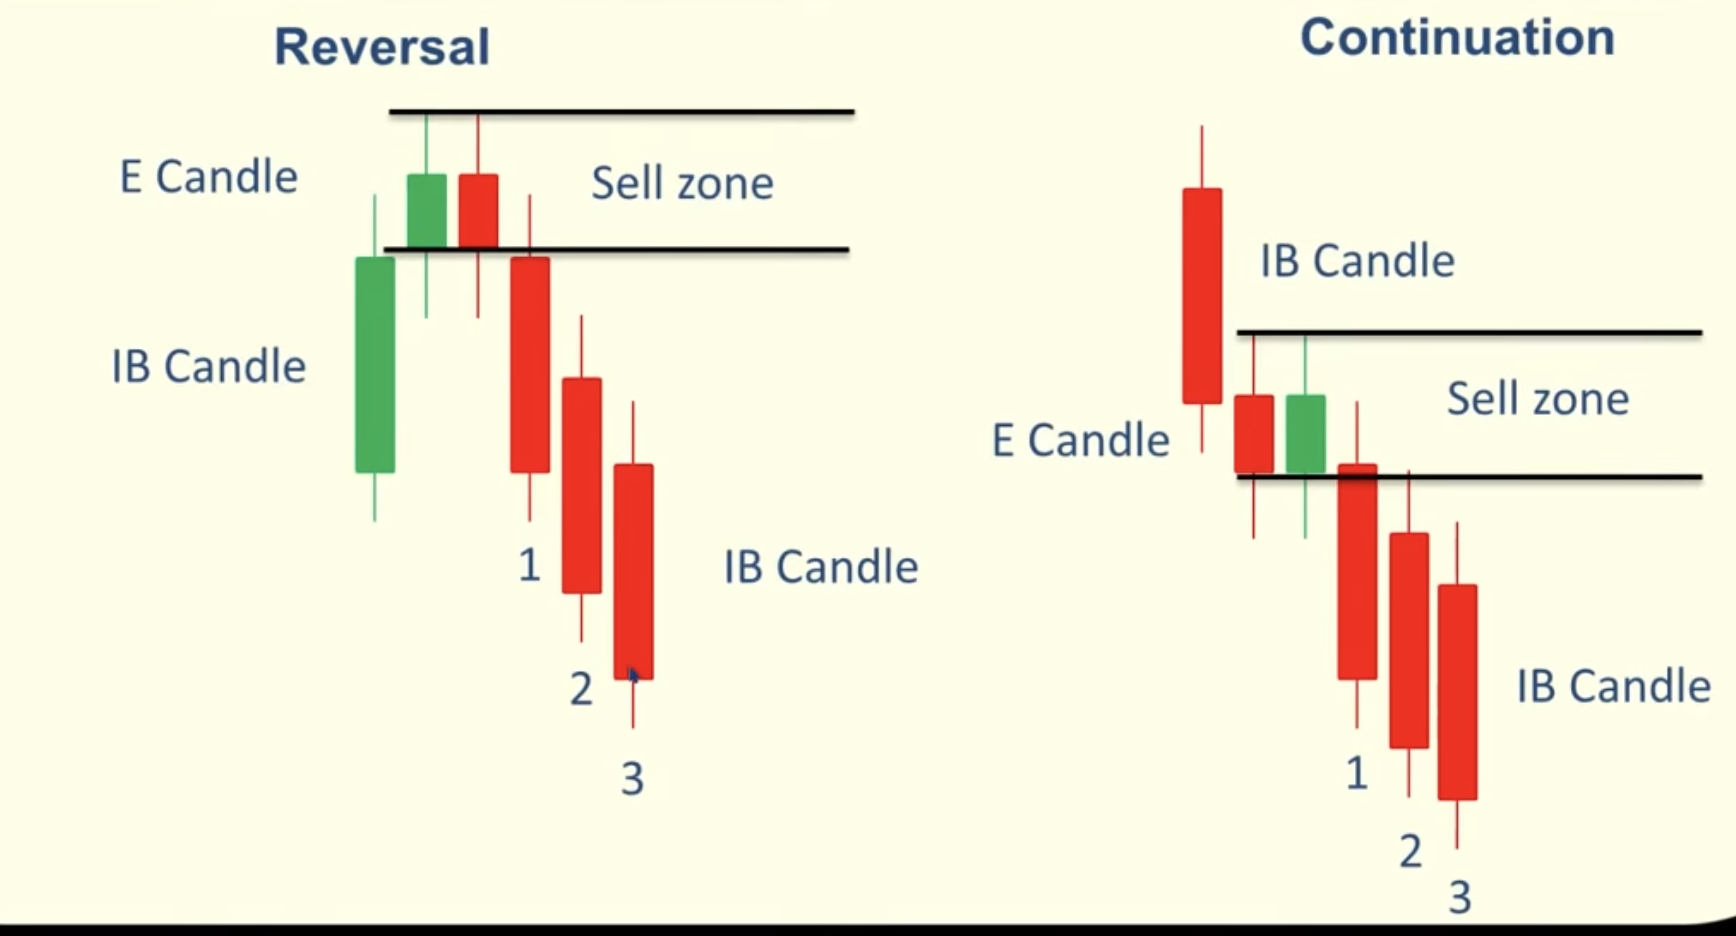 Reversal
E Candle
Sell zone
IB Candle
1
IB Candle
2
3
Continuation
IB Candle
Sell zone
E Candle
IB Candle
1
2
3